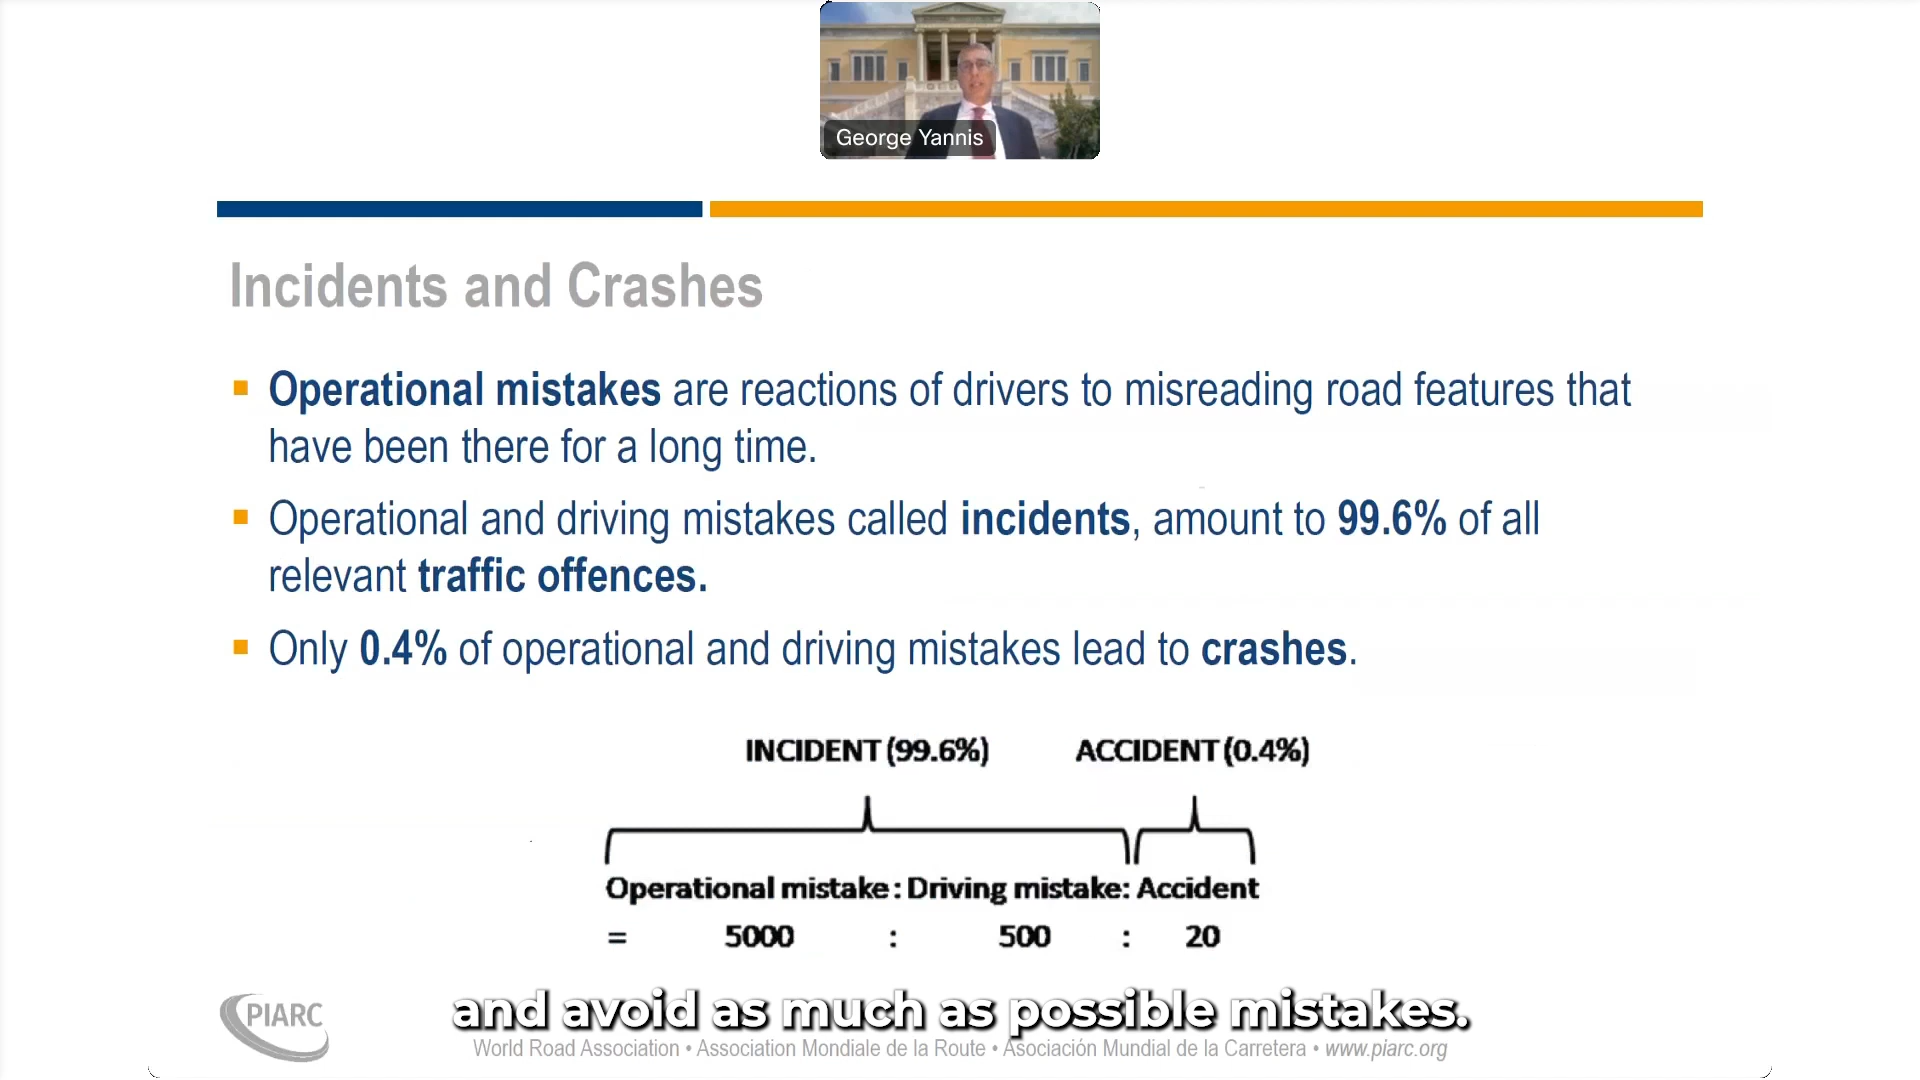 George Yannis
Incidents and Crashes
Operational mistakes are reactions of drivers to misreading road features that
have been there for a long time.
Operational and driving mistakes called incidents, amount to 99.6% of all
relevant traffic offences.
Only 0.4% of operational and driving mistakes lead to crashes.
INCIDENT (99.6%) ACCIDENT (0.4%)
Operational mistake : Driving mistake: Accident
= 5000 : 500 : 20
and avoid as much as possible mistakes.
PIARC
World Road Association • Association Mondiale de la Route • Asociación Mundial de la Carretera • www.piarc.org